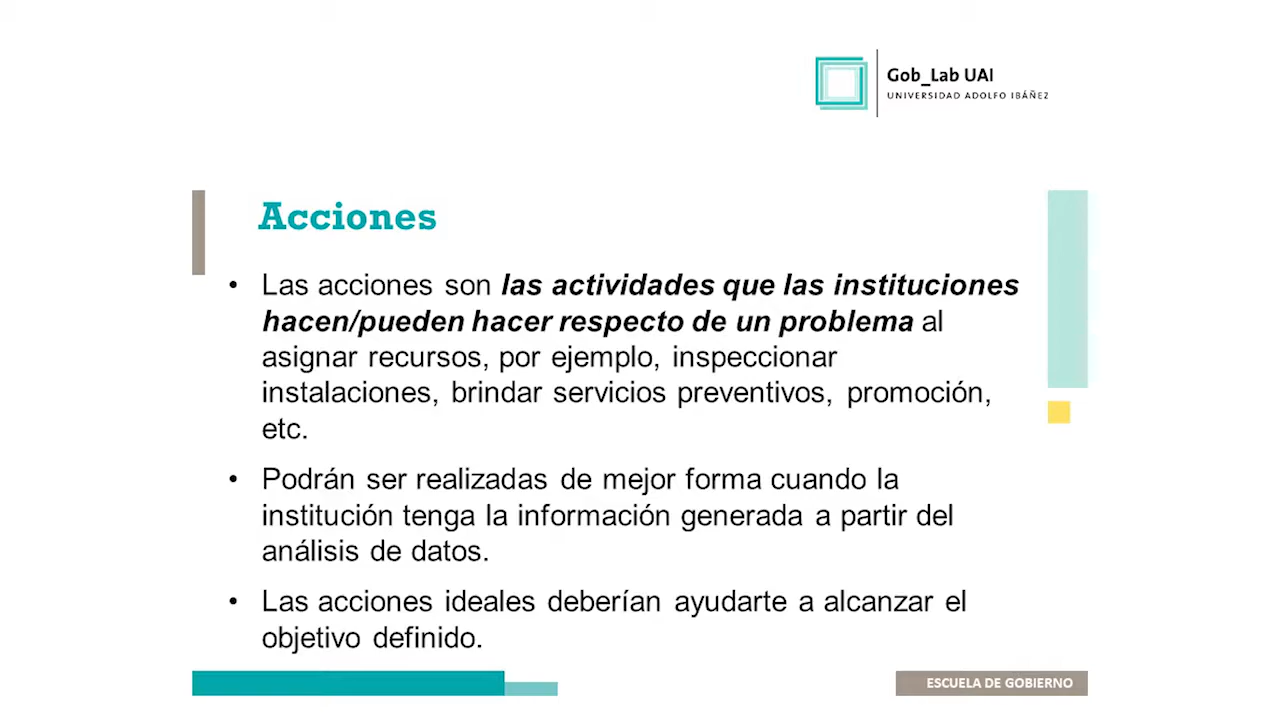 Gob_Lab UAI
UNIVERSIDAD ADOLFO IBÁÑEZ
Acciones
• Las acciones son las actividades que las instituciones
hacen/pueden hacer respecto de un problema al
asignar recursos, por ejemplo, inspeccionar
instalaciones, brindar servicios preventivos, promoción,
etc.
• Podrán ser realizadas de mejor forma cuando la
institución tenga la información generada a partir del
análisis de datos.
• Las acciones ideales deberían ayudarte a alcanzar el
objetivo definido.
ESCUELA DE GOBIERNO